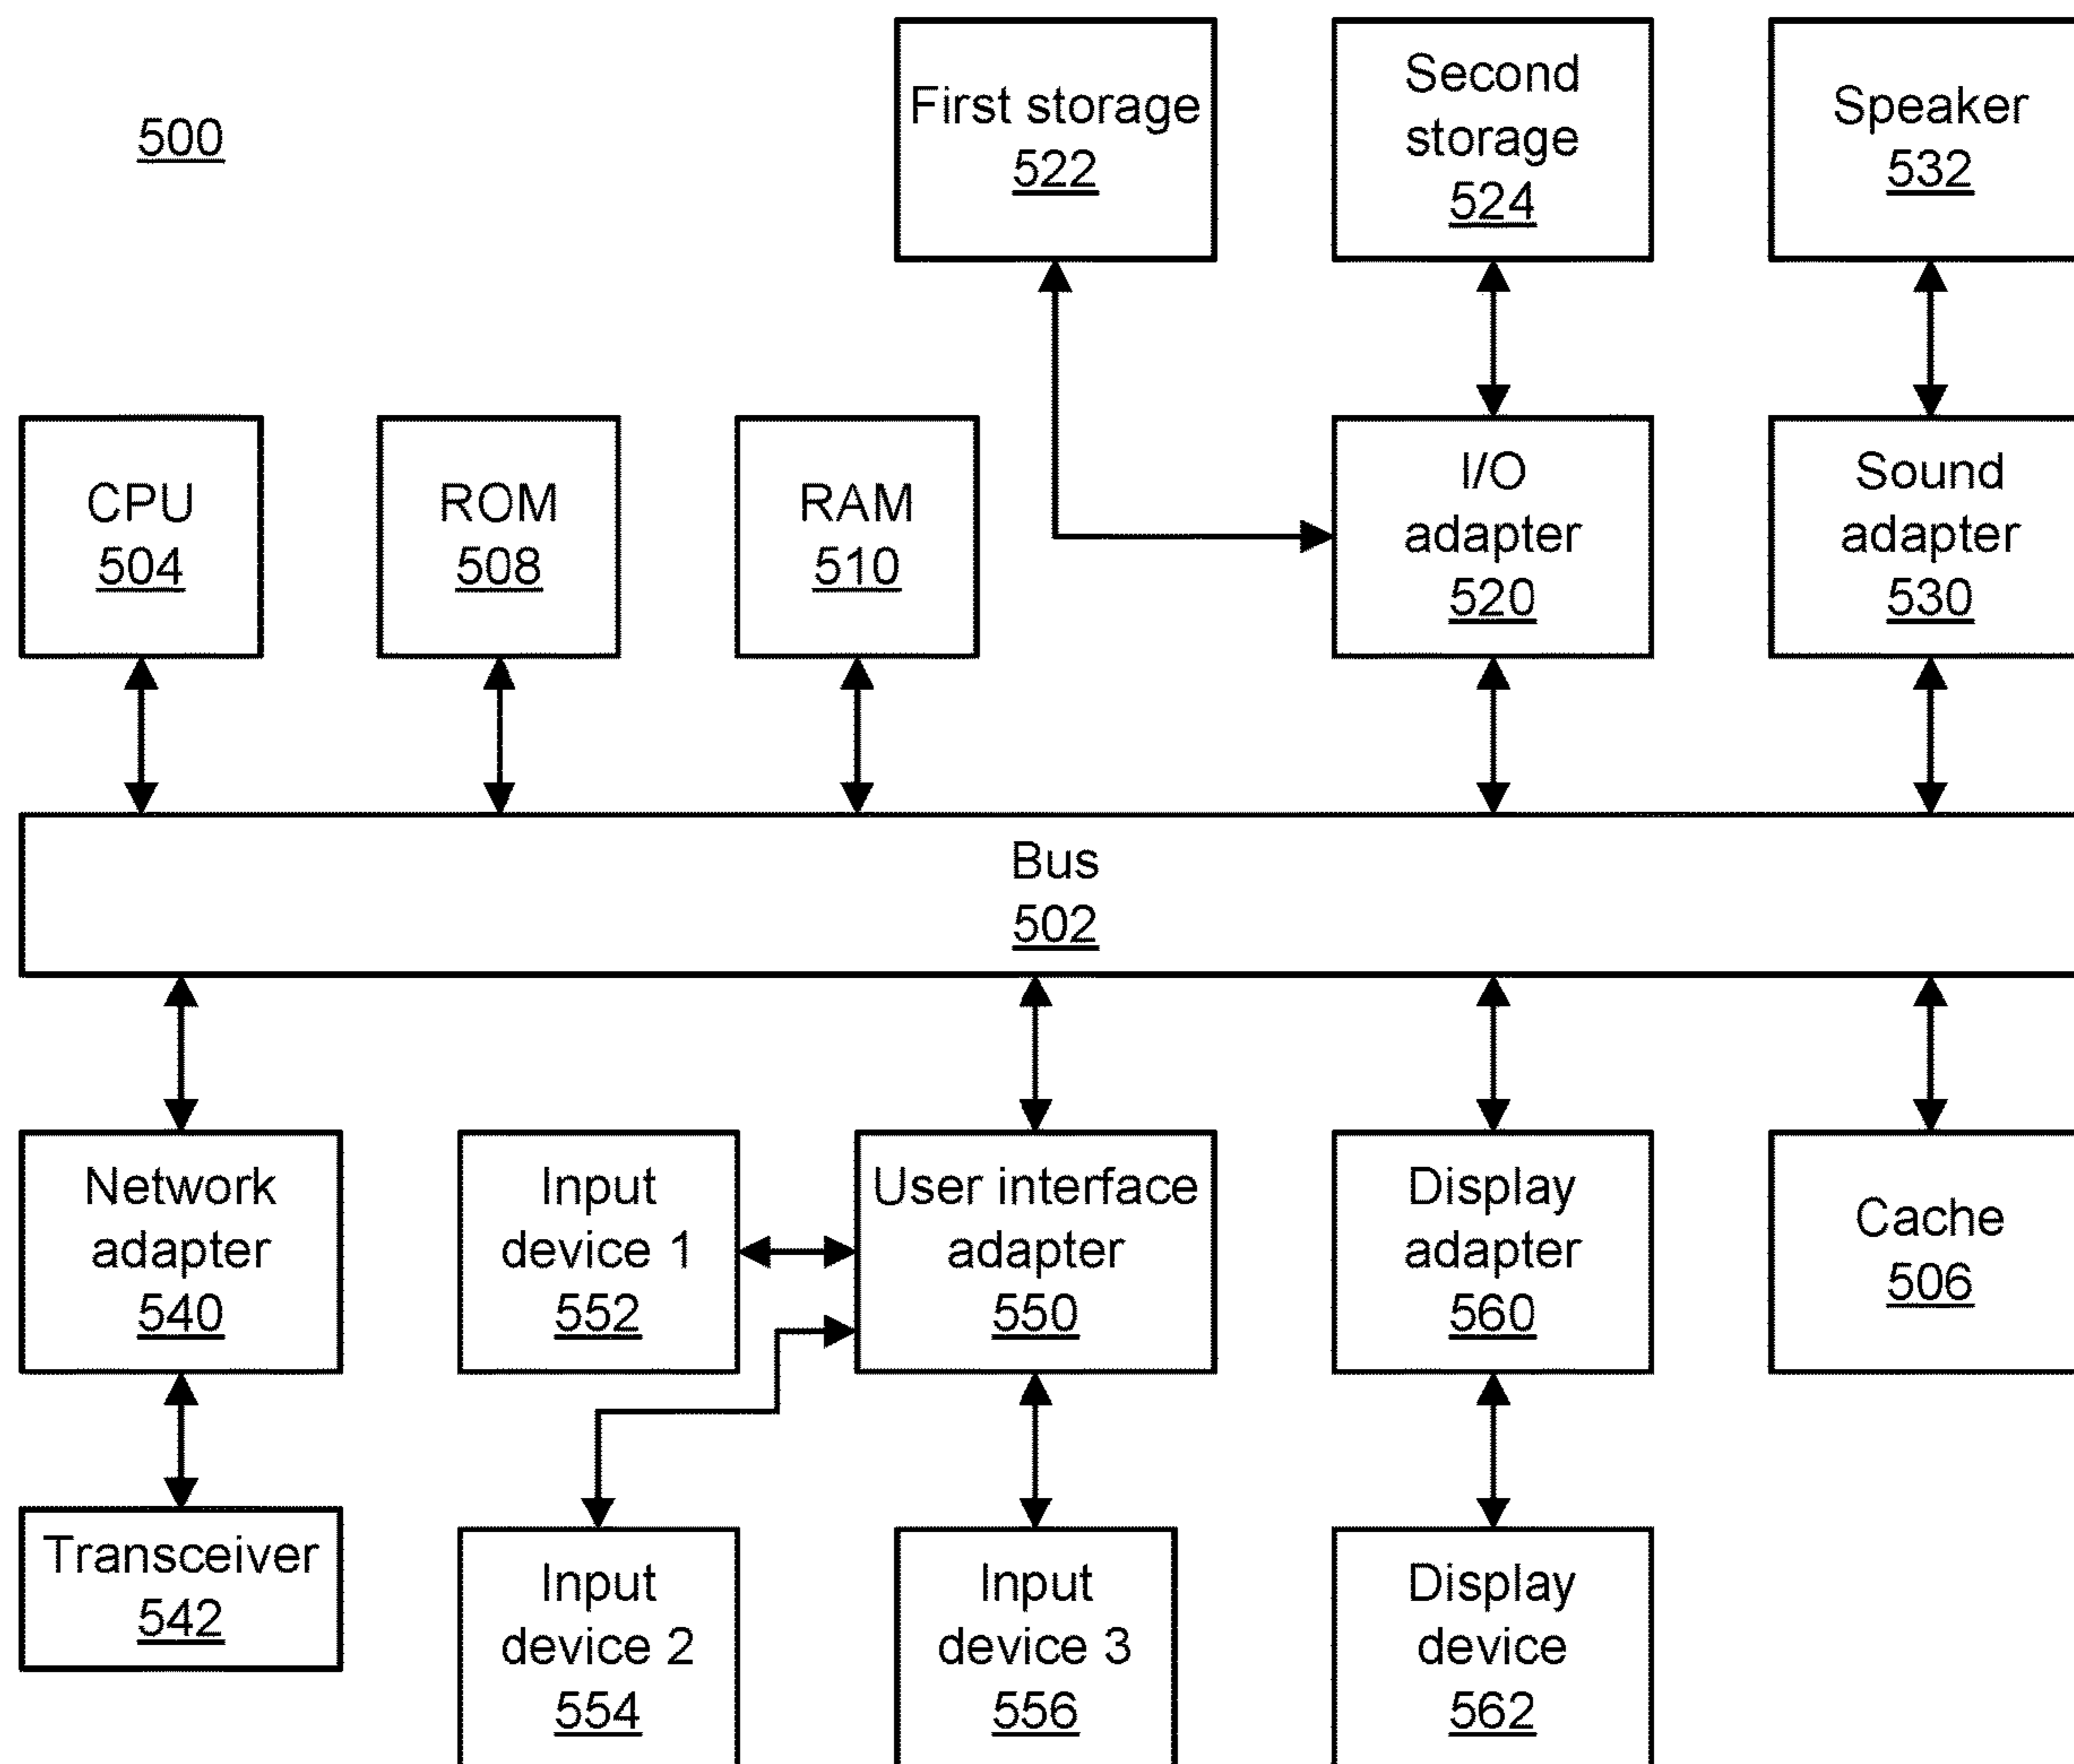 500
First storage
522
Second
storage
524
Speaker
532
CPU
504
ROM
508
RAM
510
I/O
adapter
520
Sound
adapter
530
Bus
502
Network
adapter
540
Input
device 1
552
User interface
adapter
550
Display
adapter
560
Cache
506
Transceiver
542
Input
device 2
554
Input
device 3
556
Display
device
562